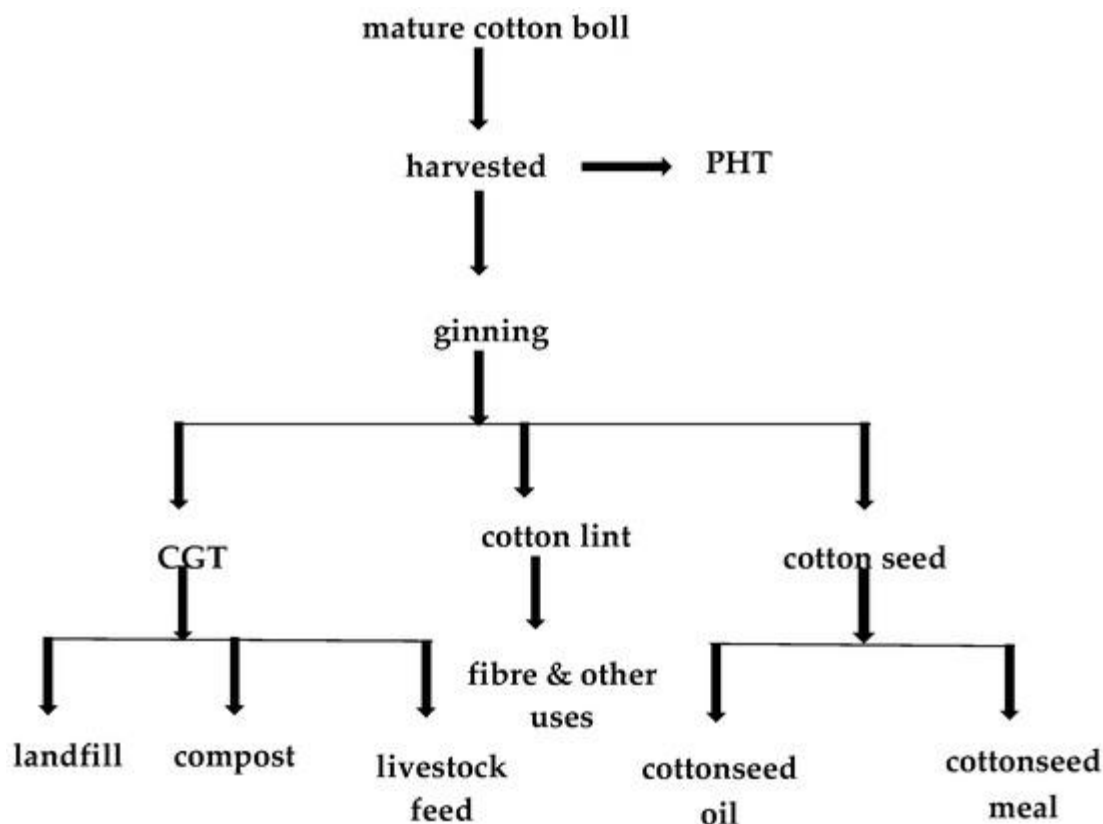 mature cotton boll
harvested
PHT
ginning
CGT
cotton lint
cotton seed
fibre & other
uses
landfill
compost
livestock
feed
cottonseed
oil
cottonseed
meal